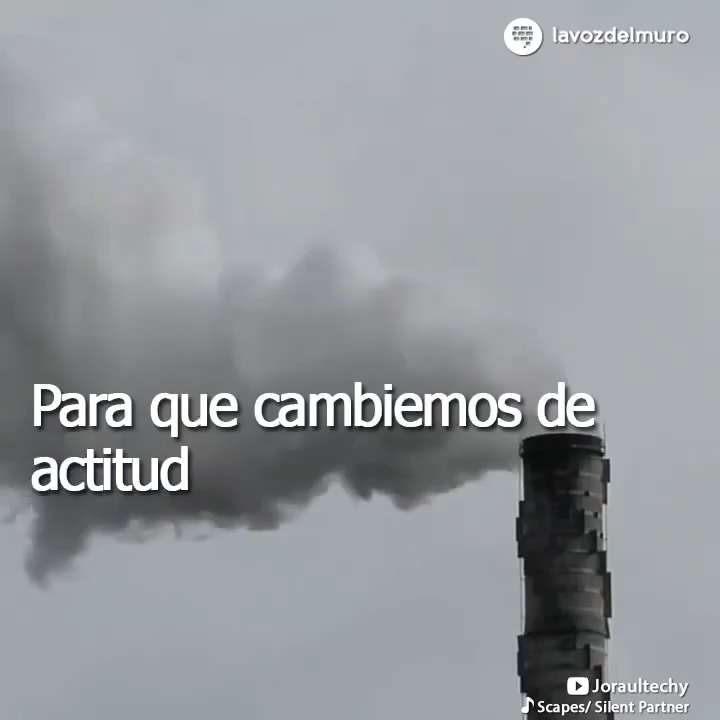 lavozdelmuro
Para que cambiemos de
actitud
Joraultechy
Scapes/ Silent Partner